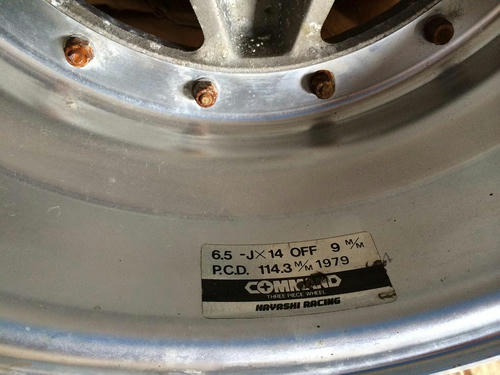 6.5 -J×14 OFF 9 M/M
P.C.D. 114.3 M/M 1979
COMMAND
THREE PIECE WHEEL
HAYASHI RACING